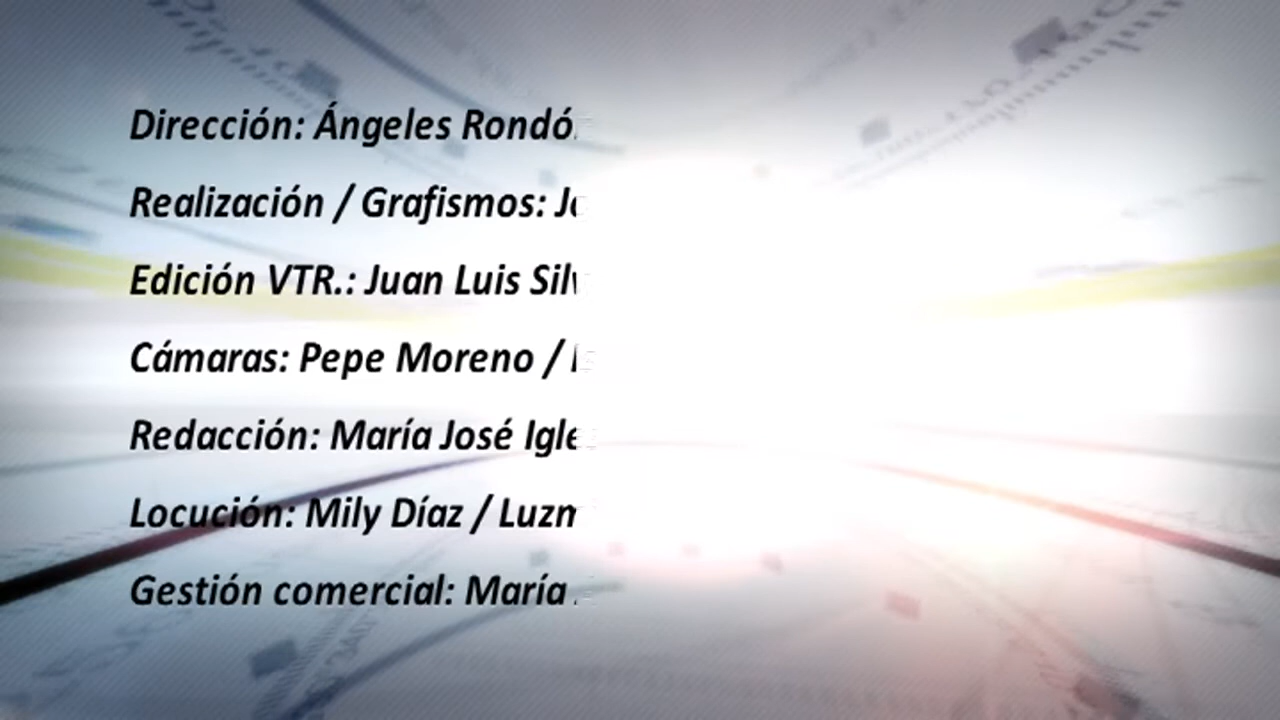 Dirección: Ángeles
Realización / Grafismos:
Edición VTR.: Juan Luis
Cámaras: Pepe Moreno /
Redacción: María José
Locución: Mily Díaz /
Gestión comercial: María